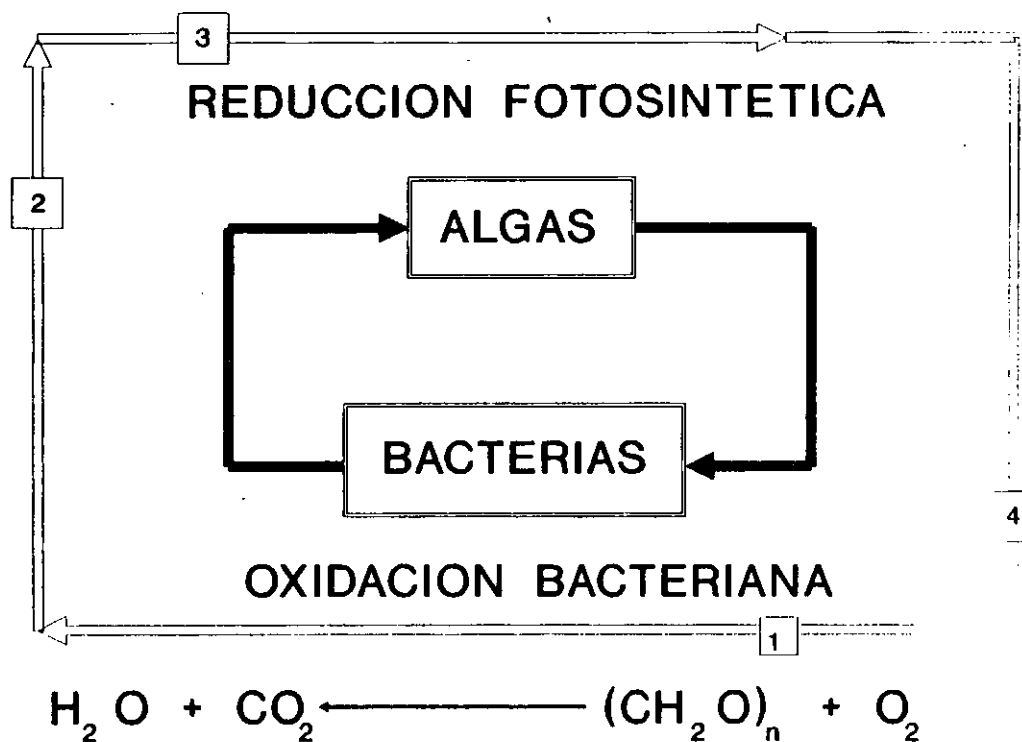 3
REDUCCION FOTOSINTETICA
2
ALGAS
BACTERIAS
4
OXIDACION BACTERIANA
1
H₂O + CO₂ ← (CH₂O)ₙ + O₂